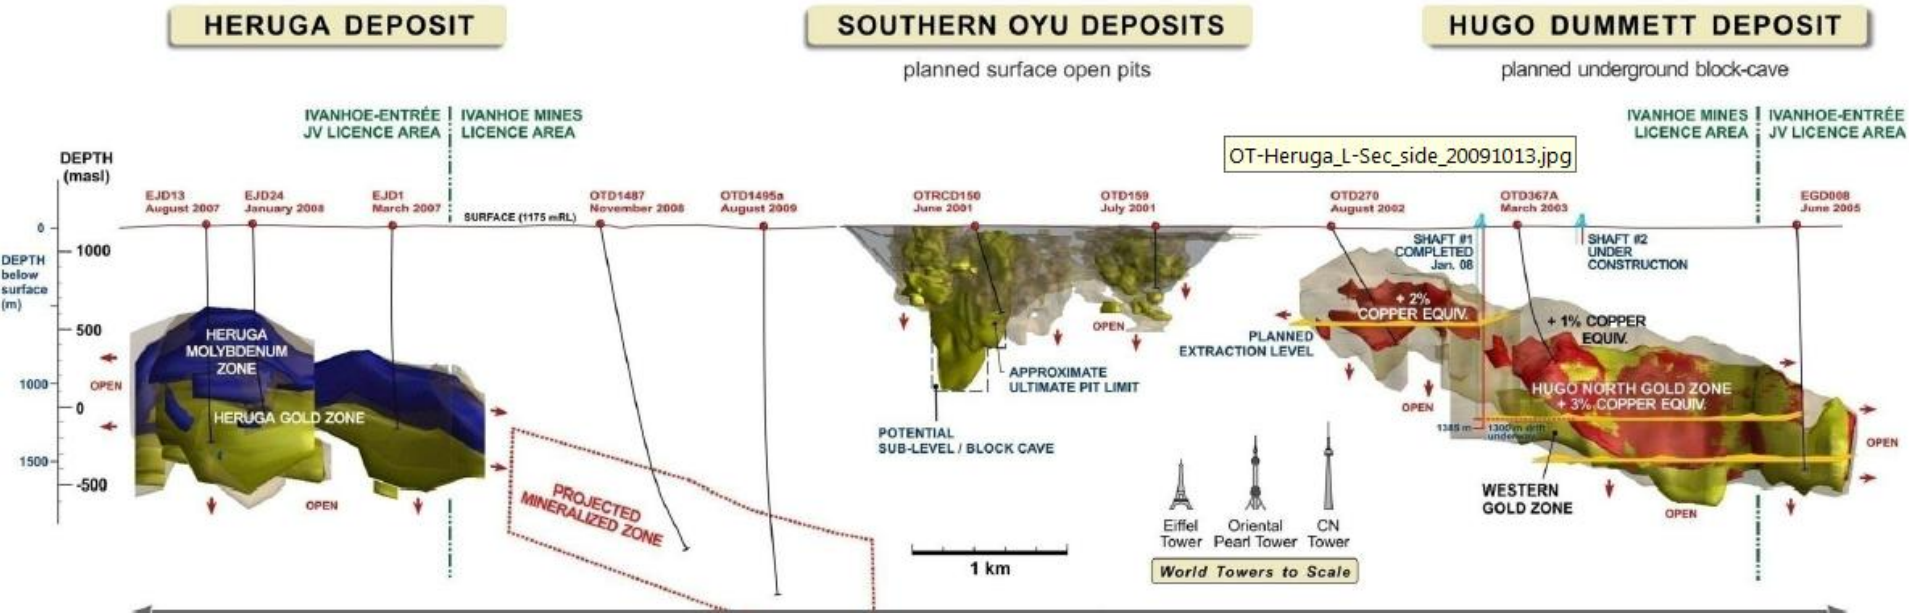 HERUGA DEPOSIT
SOUTHERN OYU DEPOSITS
planned surface open pits
HUGO DUMMETT DEPOSIT
planned underground block-cave
IVANHOE-ENTRÉE
JV LICENCE AREA
IVANHOE MINES
LICENCE AREA
IVANHOE MINES
LICENCE AREA
IVANHOE-ENTRÉE
JV LICENCE AREA
OT-Heruga_L-Sec_side_20091013.jpg
DEPTH
(masl)
EJD13
August 2007
EJD24
January 2008
EJD1
March 2007
SURFACE (1175 mRL)
OTD1487
November 2008
OTD1495a
August 2009
OTRCD150
June 2001
OTD159
July 2001
OTD270
August 2002
OTD367A
March 2003
EGD008
June 2005
0
1000
DEPTH
below
surface
(m)
500
1000
0
1500
-500
HERUGA
MOLYBDENUM
ZONE
HERUGA GOLD ZONE
OPEN
OPEN
PROJECTED
MINERALIZED ZONE
OPEN
APPROXIMATE
ULTIMATE PIT LIMIT
POTENTIAL
SUB-LEVEL / BLOCK CAVE
1 km
SHAFT #1
COMPLETED
Jan. 08
SHAFT #2
UNDER
CONSTRUCTION
+ 2%
COPPER EQUIV.
+ 1% COPPER
EQUIV.
PLANNED
EXTRACTION LEVEL
OPEN
HUGO NORTH GOLD ZONE
+ 3% COPPER EQUIV.
1385 m
1300 m drift
underway
WESTERN
GOLD ZONE
OPEN
OPEN
Eiffel
Tower
Oriental
Pearl Tower
CN
Tower
World Towers to Scale